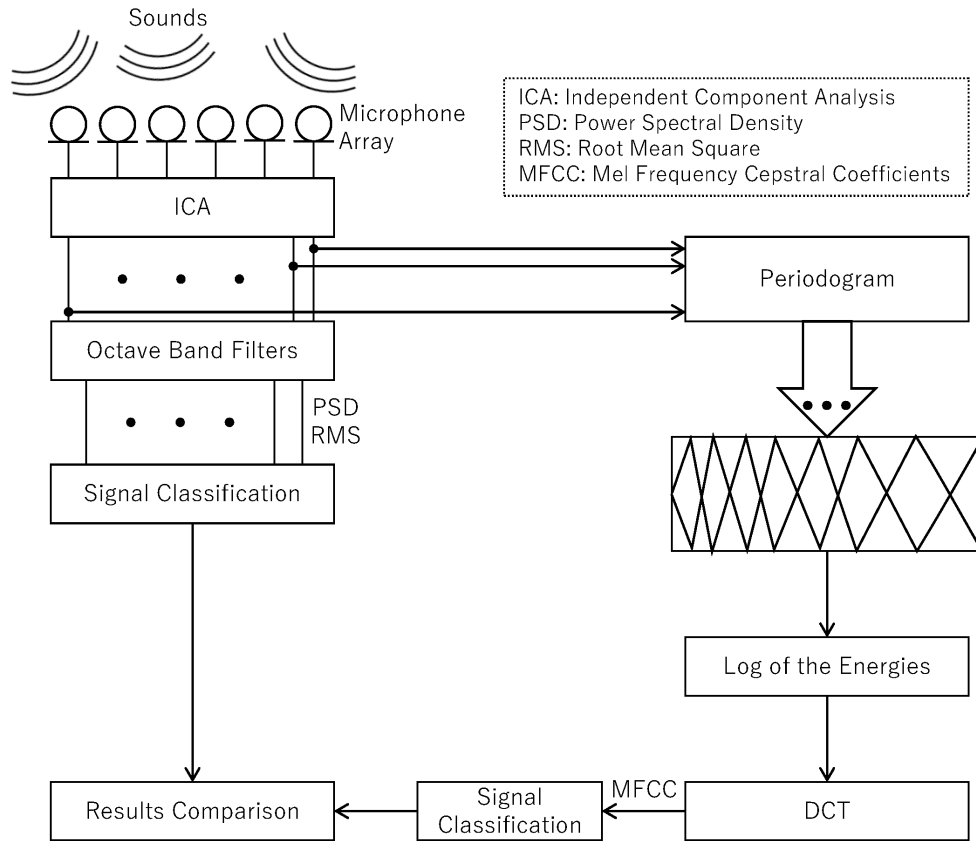 Sounds
Microphone
Array
ICA: Independent Component Analysis
PSD: Power Spectral Density
RMS: Root Mean Square
MFCC: Mel Frequency Cepstral Coefficients
ICA
Periodogram
Octave Band Filters
PSD
RMS
Signal Classification
Log of the Energies
Results Comparison
Signal
Classification
MFCC
DCT